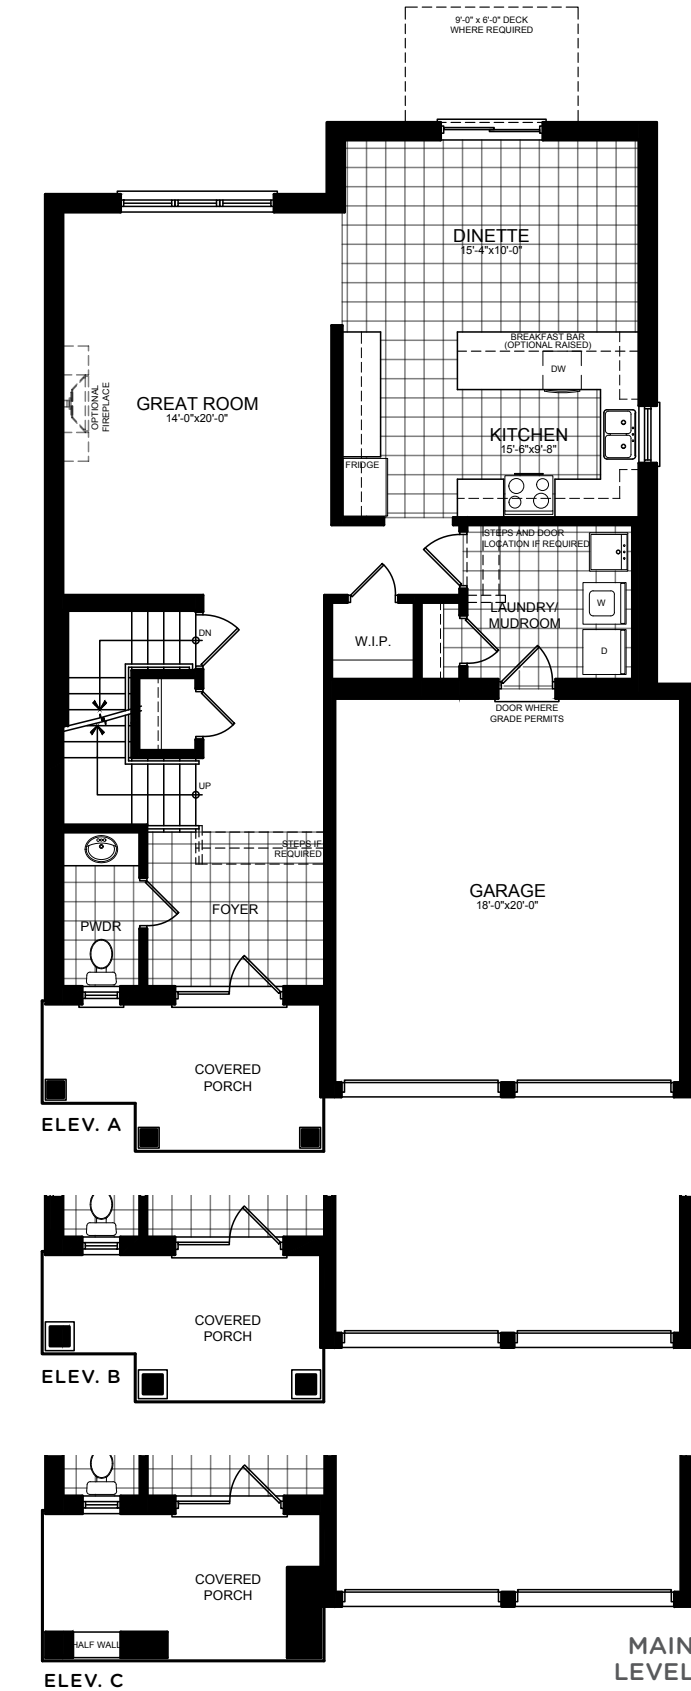 9'-0" x 6'-0" DECK
WHERE REQUIRED
DINETTE
15'-4"x10'-0"
BREAKFAST BAR
(OPTIONAL RAISED)
DW
OPTIONAL
FIREPLACE
GREAT ROOM
14'-0"x20'-0"
KITCHEN
15'-6"x9'-8"
FRIDGE
STEPS AND DOOR
LOCATION IF REQUIRED
LAUNDRY/
MUDROOM
W
D
W.I.P.
DN
DOOR WHERE
GRADE PERMITS
UP
STEPS IF
REQUIRED
GARAGE
18'-0"x20'-0"
FOYER
PWDR
COVERED
PORCH
ELEV. A
COVERED
PORCH
ELEV. B
COVERED
PORCH
HALF WALL
ELEV. C
MAIN
LEVEL